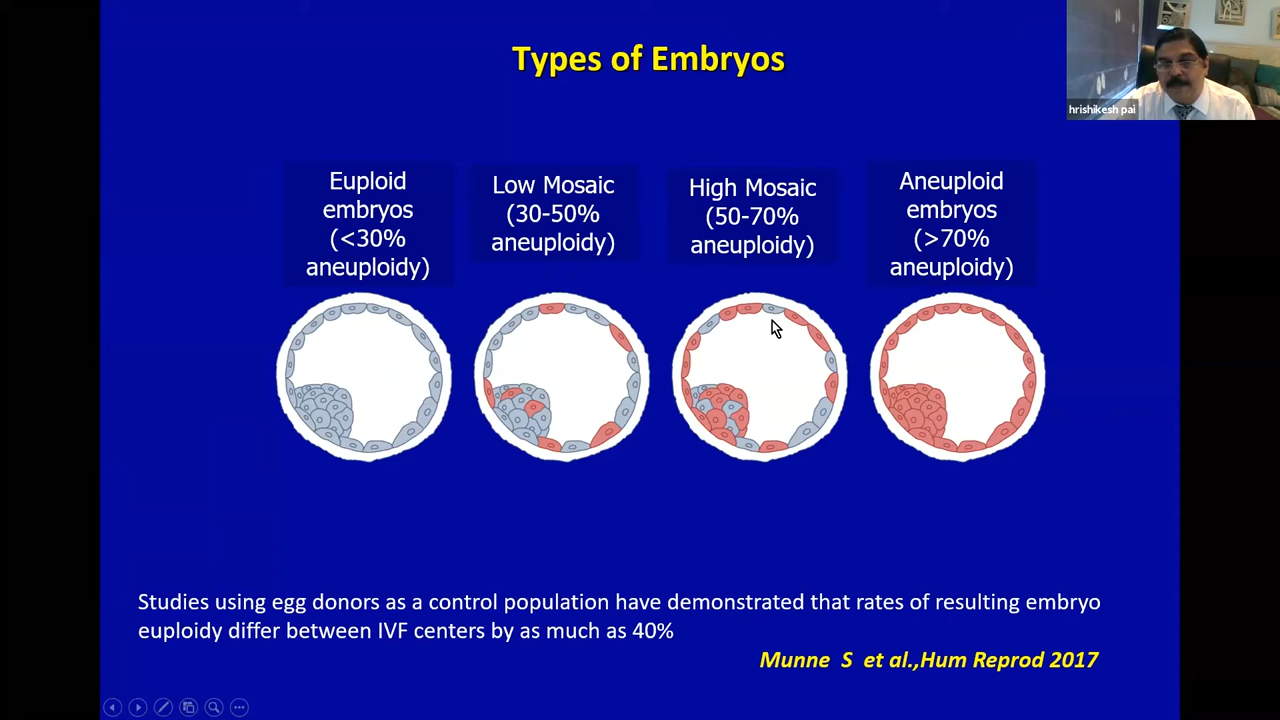 Types of Embryos
hrishikesh pai
Euploid
embryos
(<30%
aneuploidy)
Low Mosaic
(30-50%
aneuploidy)
High Mosaic
(50-70%
aneuploidy)
Aneuploid
embryos
(>70%
aneuploidy)
Studies using egg donors as a control population have demonstrated that rates of resulting embryo
euploidy differ between IVF centers by as much as 40%
Munne S et al.,Hum Reprod 2017